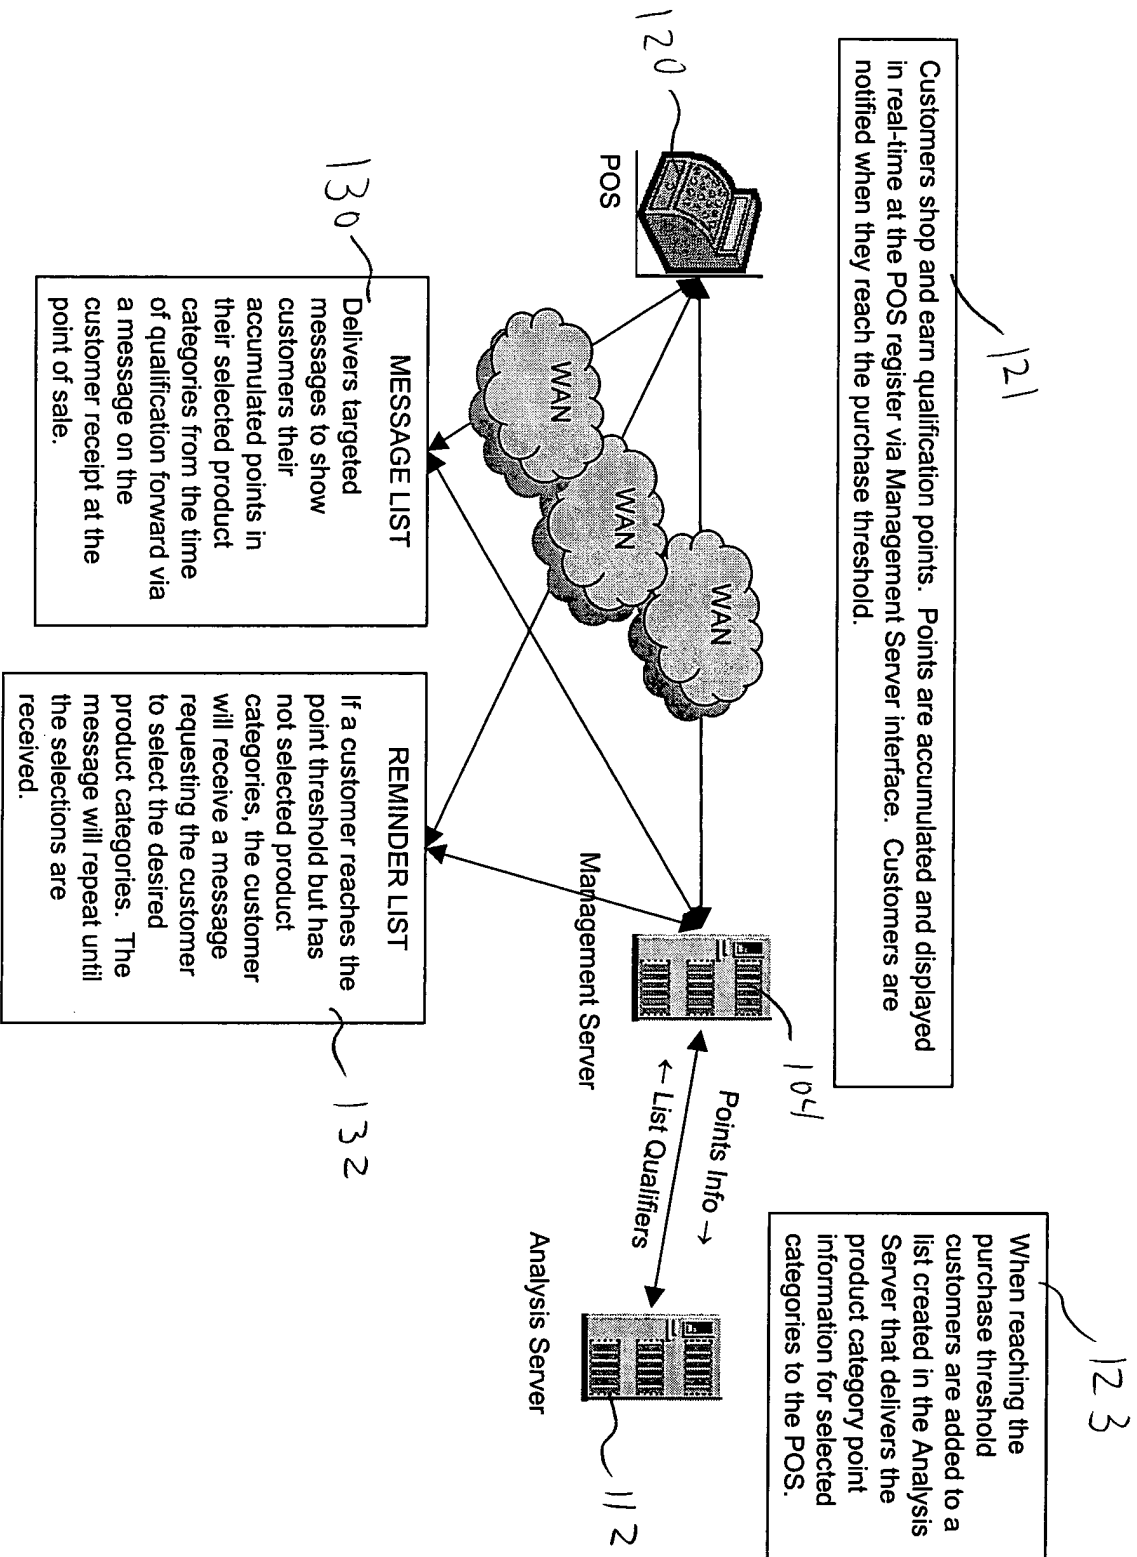 121
Customers shop and earn qualification points. Points are accumulated and displayed
in real-time at the POS register via Management Server interface. Customers are
notified when they reach the purchase threshold.
123
When reaching the
purchase threshold
customers are added to a
list created in the Analysis
Server that delivers the
product category point
information for selected
categories to the POS.
120
POS
WAN
WAN
WAN
104
Management Server
Points Info →
← List Qualifiers
Analysis Server
112
130
MESSAGE LIST
Delivers targeted
messages to show
customers their
accumulated points in
their selected product
categories from the time
of qualification forward via
a message on the
customer receipt at the
point of sale.
REMINDER LIST
If a customer reaches the
point threshold but has
not selected product
categories, the customer
will receive a message
requesting the customer
to select the desired
product categories. The
message will repeat until
the selections are
received.
132